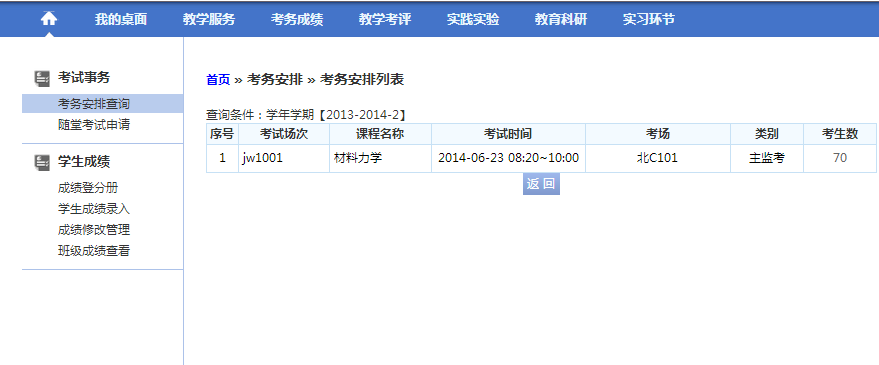 我的桌面 教学服务 考务成绩 教学考评 实践实验 教育科研 实习环节
考试事务
考务安排查询
随堂考试申请
学生成绩
成绩登分册
学生成绩录入
成绩修改管理
班级成绩查看
首页 » 考务安排 » 考务安排列表
查询条件：学年学期【2013-2014-2】
序号 考试场次 课程名称 考试时间 考场 类别 考生数
1 jw1001 材料力学 2014-06-23 08:20~10:00 北C101 主监考 70
返 回